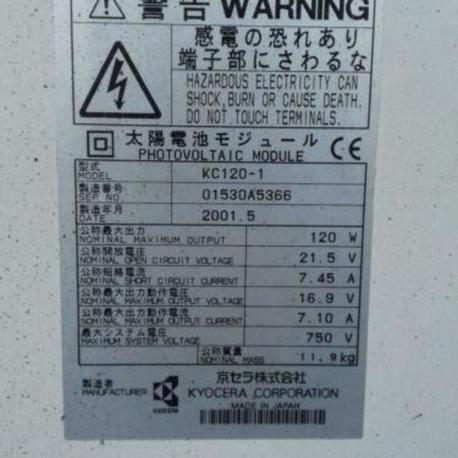 警告 WARNING
感電の恐れあり
端子部にさわるな
HAZARDOUS ELECTRICITY CAN
SHOCK, BURN OR CAUSE DEATH.
DO NOT TOUCH TERMINALS.
太陽電池モジュール
PHOTOVOLTAIC MODULE CE
型式
MODEL KC120-1
製造番号
SER. NO. 01530A5366
製造年月
DATE 2001.5
公称最大出力
NOMINAL MAXIMUM OUTPUT 120 W
公称開放電圧
NOMINAL OPEN CIRCUIT VOLTAGE 21.5 V
公称短絡電流
NOMINAL SHORT CIRCUIT CURRENT 7.45 A
公称最大出力動作電圧
NOMINAL MAXIMUM OUTPUT VOLTAGE 16.9 V
公称最大出力動作電流
NOMINAL MAXIMUM OUTPUT CURRENT 7.10 A
最大システム電圧
MAXIMUM SYSTEM VOLTAGE 750 V
公称質量
NOMINAL MASS 11.9kg
製造者
MANUFACTURER
KYOCERA
京セラ株式会社
KYOCERA CORPORATION
MADE IN JAPAN